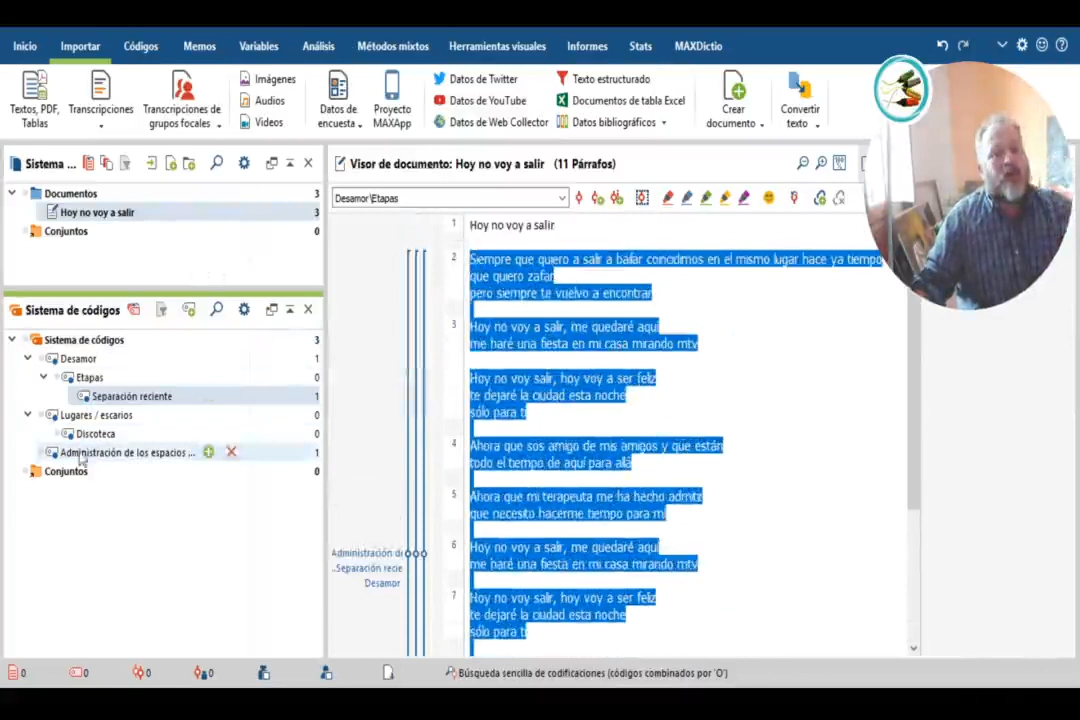 Inicio Importar Códigos Memos Variables Análisis Métodos mixtos Herramientas visuales Informes Stats MAXDictio
Textos, PDF, Tablas
Transcripciones
Transcripciones de grupos focales
Imágenes
Audios
Videos
Datos de encuesta
Proyecto MAXApp
Datos de Twitter
Datos de YouTube
Datos de Web Collector
Texto estructurado
Documentos de tabla Excel
Datos bibliográficos
Crear documento
Convertir texto
Sistema ...
Documentos 3
Hoy no voy a salir 3
Conjuntos 0
Sistema de códigos
Sistema de códigos 3
Desamor 1
Etapas 0
Separación reciente 1
Lugares / escarios 0
Discoteca 0
Administración de los espacios ... 1
Conjuntos 0
Visor de documento: Hoy no voy a salir (11 Párrafos)
Desamor\Etapas
1 Hoy no voy a salir
2 Siempre que quiero a salir a bailar coincidimos en el mismo lugar hace ya tiempo
que quiero zafar
pero siempre te vuelvo a encontrar
3 Hoy no voy a salir, me quedaré aquí
me haré una fiesta en mi casa mirando mtv
Hoy no voy salir, hoy voy a ser feliz
te dejaré la ciudad esta noche
sólo para ti
4 Ahora que sos amigo de mis amigos y que están
todo el tiempo de aquí para allá
5 Ahora que mi terapeuta me ha hecho admitir
que necesito hacerme tiempo para mí
6 Hoy no voy a salir, me quedaré aquí
me haré una fiesta en mi casa mirando mtv
7 Hoy no voy salir, hoy voy a ser feliz
te dejaré la ciudad esta noche
sólo para ti
Administración de
..Separación recie
Desamor
0 0 0 0
Búsqueda sencilla de codificaciones (códigos combinados por 'O')